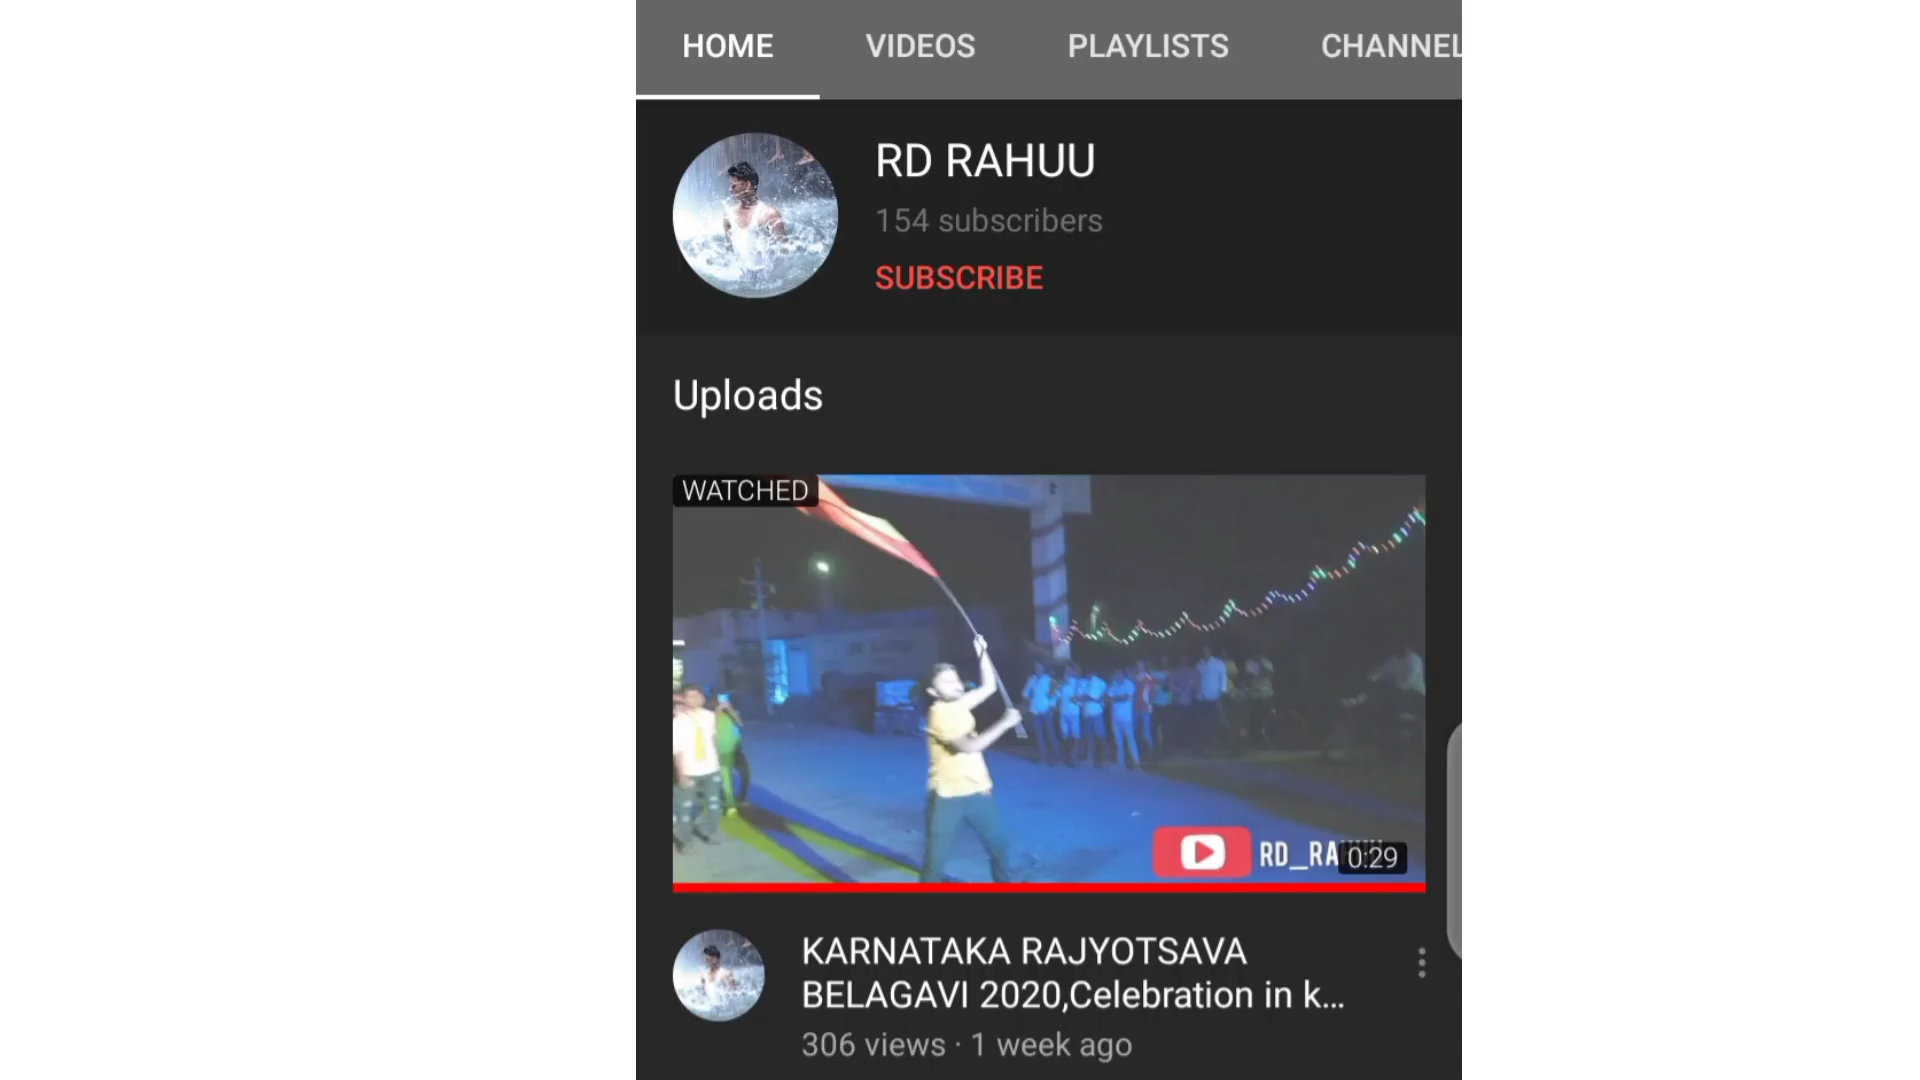 HOME VIDEOS PLAYLISTS CHANNEL
RD RAHUU
154 subscribers
SUBSCRIBE
Uploads
WATCHED
RD_RA
0:29
KARNATAKA RAJYOTSAVA
BELAGAVI 2020,Celebration in k...
306 views · 1 week ago